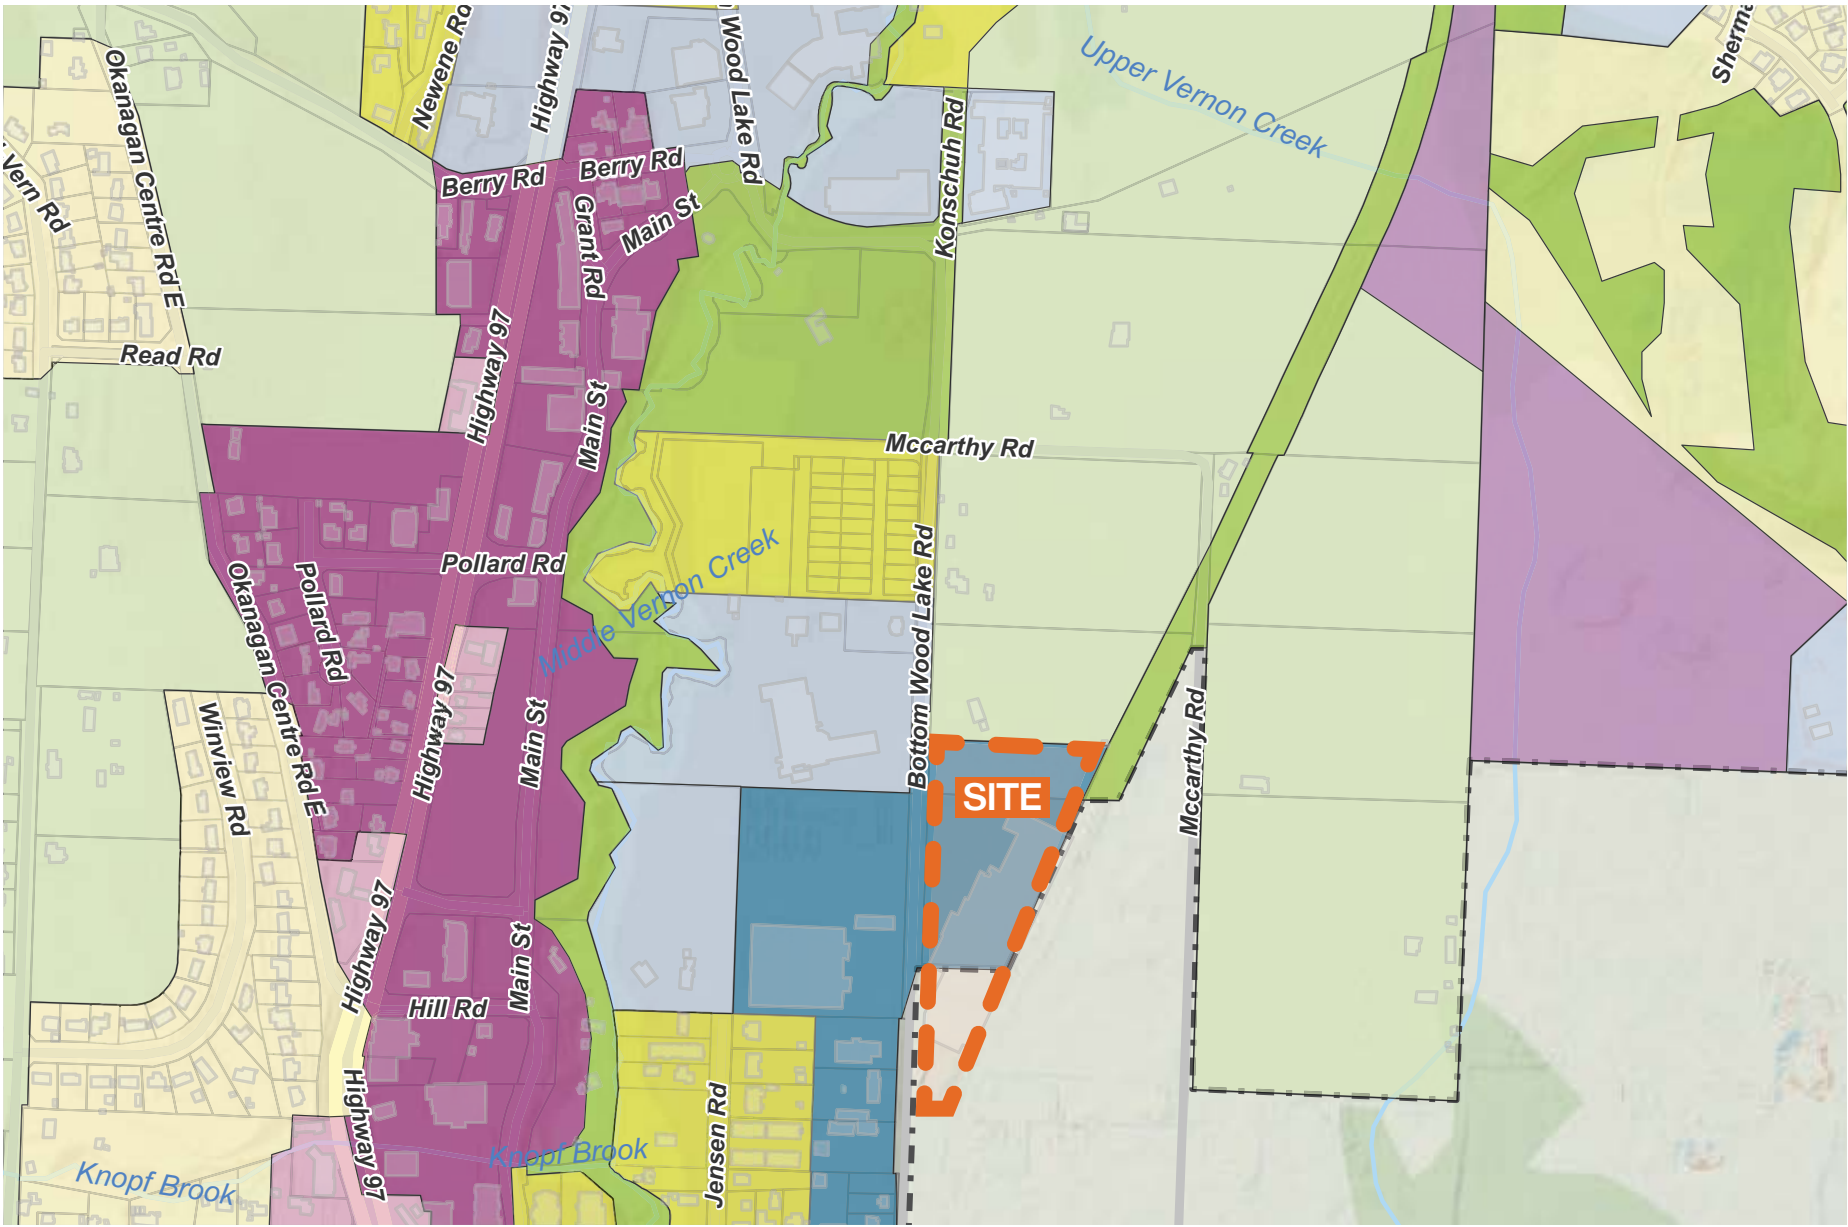 Newene Rd
Highway 97
Wood Lake Rd
Sherma
Upper Vernon Creek
Okanagan Centre Rd E
Vern Rd
Berry Rd
Berry Rd
Konschuh Rd
Grant Rd
Main St
Read Rd
Highway 97
Main St
Mccarthy Rd
Pollard Rd
Pollard Rd
Okanagan Centre Rd E
Middle Vernon Creek
Bottom Wood Lake Rd
Highway 97
Main St
Winview Rd
Mccarthy Rd
SITE
Highway 97
Main St
Hill Rd
Highway 97
Jensen Rd
Knopf Brook
Knopf Brook